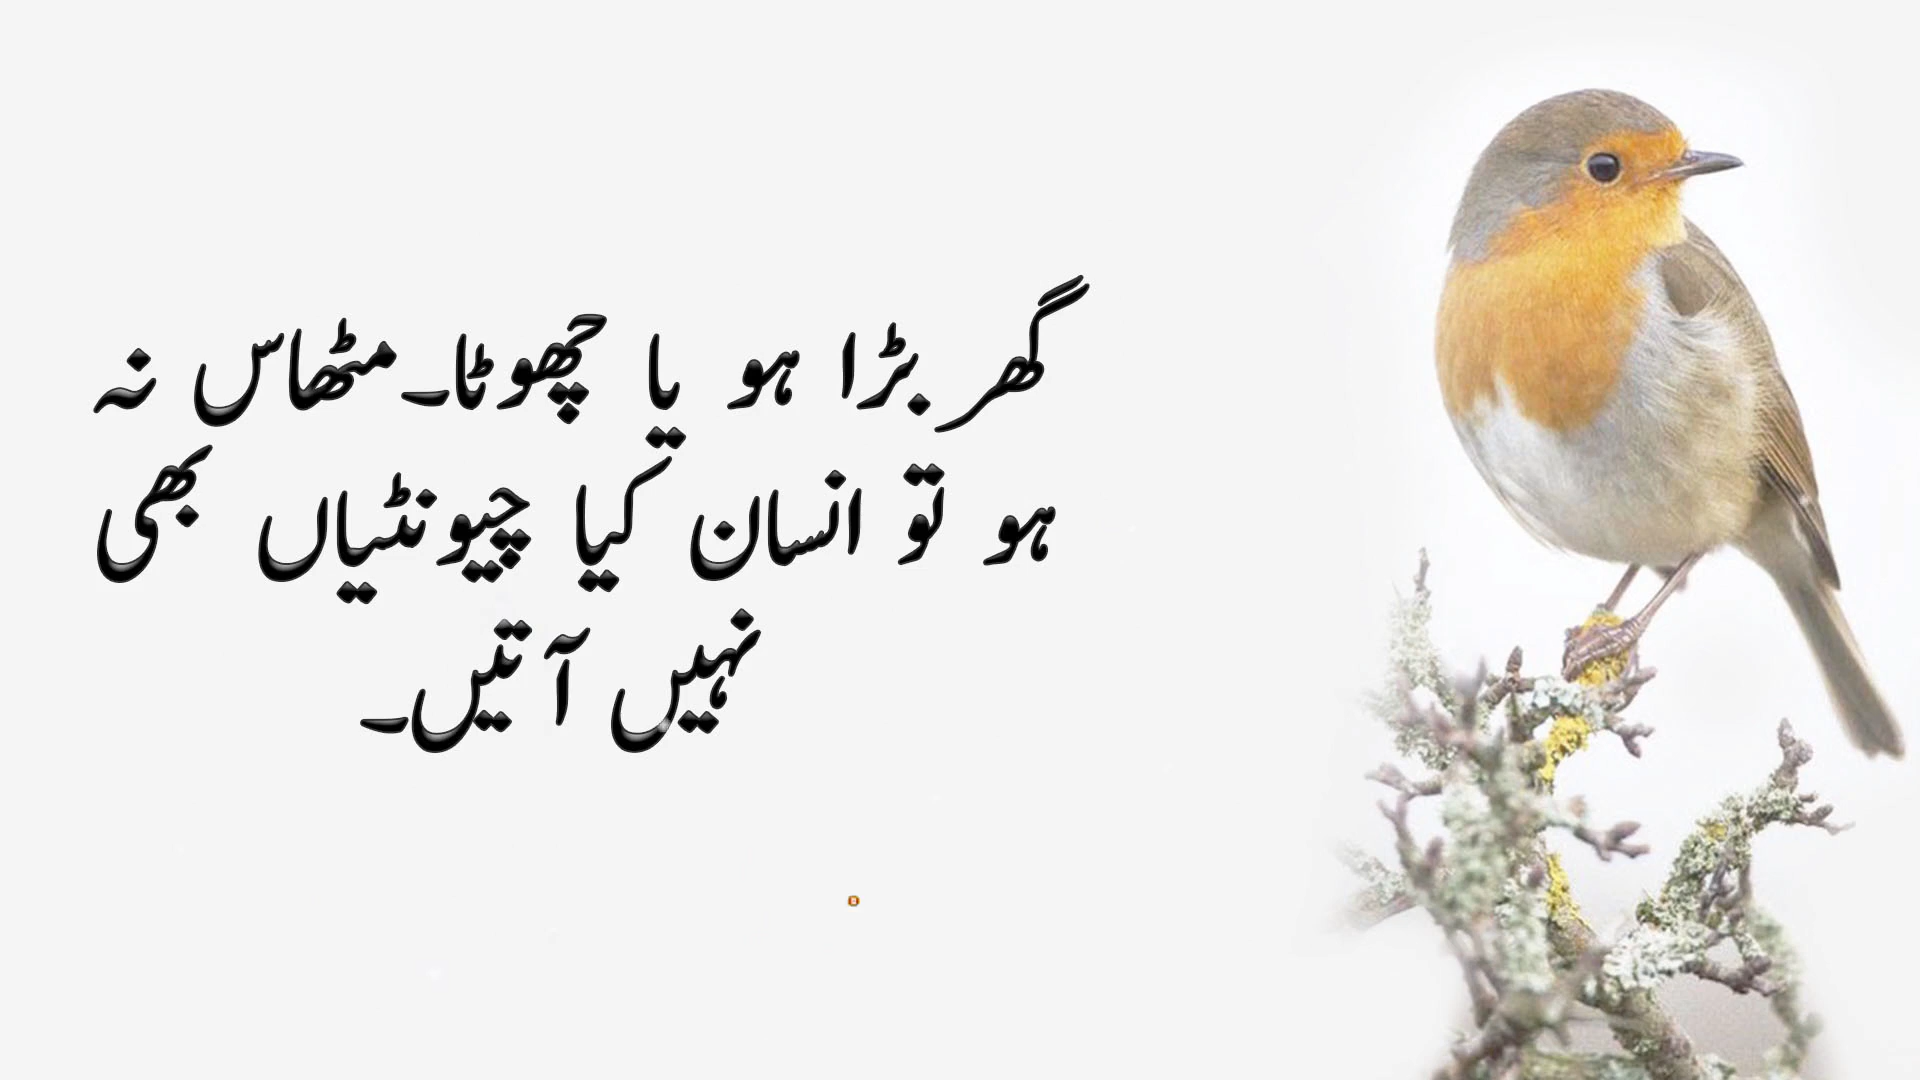 گھر بڑا ہو یا چھوٹا۔مٹھاس نہ
ہو تو انسان کیا چیونٹیاں بھی
نہیں آتیں۔